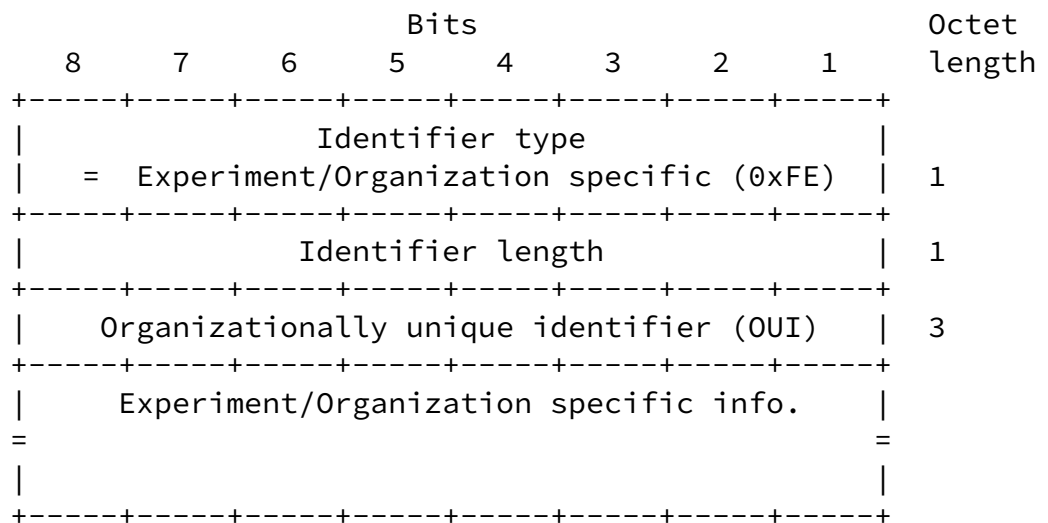 Bits                      Octet
   8     7     6     5     4     3     2     1     length
+-----+-----+-----+-----+-----+-----+-----+-----+
|                Identifier type                |
|   =  Experiment/Organization specific (0xFE)  |  1
+-----+-----+-----+-----+-----+-----+-----+-----+
|               Identifier length               |  1
+-----+-----+-----+-----+-----+-----+-----+-----+
|    Organizationally unique identifier (OUI)   |  3
+-----+-----+-----+-----+-----+-----+-----+-----+
|     Experiment/Organization specific info.    |
=                                               =
|                                               |
+-----+-----+-----+-----+-----+-----+-----+-----+